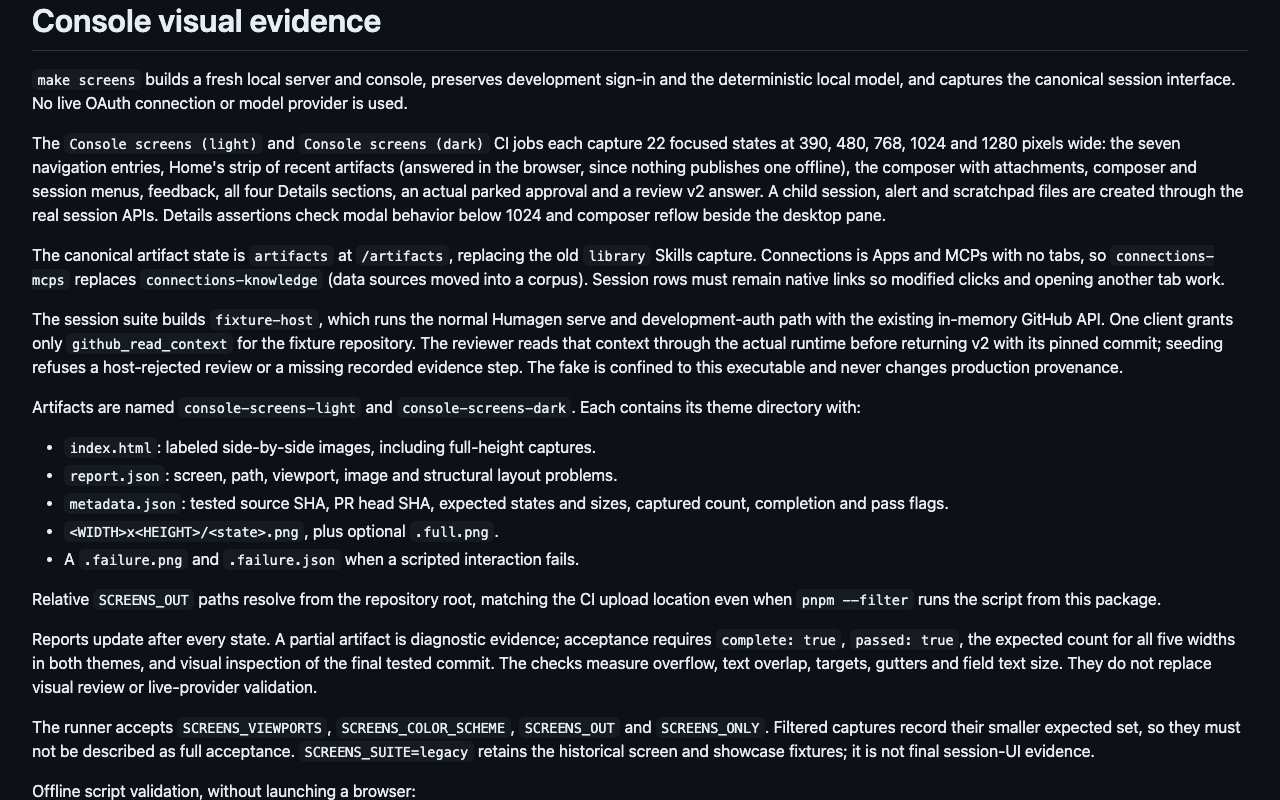 Console visual evidence
make screens builds a fresh local server and console, preserves development sign-in and the deterministic local model, and captures the canonical session interface.
No live OAuth connection or model provider is used.
The Console screens (light) and Console screens (dark) CI jobs each capture 22 focused states at 390, 480, 768, 1024 and 1280 pixels wide: the seven
navigation entries, Home's strip of recent artifacts (answered in the browser, since nothing publishes one offline), the composer with attachments, composer and
session menus, feedback, all four Details sections, an actual parked approval and a review v2 answer. A child session, alert and scratchpad files are created through the
real session APIs. Details assertions check modal behavior below 1024 and composer reflow beside the desktop pane.
The canonical artifact state is artifacts at /artifacts, replacing the old library Skills capture. Connections is Apps and MCPs with no tabs, so connections-
mcps replaces connections-knowledge (data sources moved into a corpus). Session rows must remain native links so modified clicks and opening another tab work.
The session suite builds fixture-host, which runs the normal Humagen serve and development-auth path with the existing in-memory GitHub API. One client grants
only github_read_context for the fixture repository. The reviewer reads that context through the actual runtime before returning v2 with its pinned commit; seeding
refuses a host-rejected review or a missing recorded evidence step. The fake is confined to this executable and never changes production provenance.
Artifacts are named console-screens-light and console-screens-dark. Each contains its theme directory with:
• index.html: labeled side-by-side images, including full-height captures.
• report.json: screen, path, viewport, image and structural layout problems.
• metadata.json: tested source SHA, PR head SHA, expected states and sizes, captured count, completion and pass flags.
• <WIDTH>x<HEIGHT>/<state>.png, plus optional .full.png.
• A .failure.png and .failure.json when a scripted interaction fails.
Relative SCREENS_OUT paths resolve from the repository root, matching the CI upload location even when pnpm --filter runs the script from this package.
Reports update after every state. A partial artifact is diagnostic evidence; acceptance requires complete: true, passed: true, the expected count for all five widths
in both themes, and visual inspection of the final tested commit. The checks measure overflow, text overlap, targets, gutters and field text size. They do not replace
visual review or live-provider validation.
The runner accepts SCREENS_VIEWPORTS, SCREENS_COLOR_SCHEME, SCREENS_OUT and SCREENS_ONLY. Filtered captures record their smaller expected set, so they must
not be described as full acceptance. SCREENS_SUITE=legacy retains the historical screen and showcase fixtures; it is not final session-UI evidence.
Offline script validation, without launching a browser: